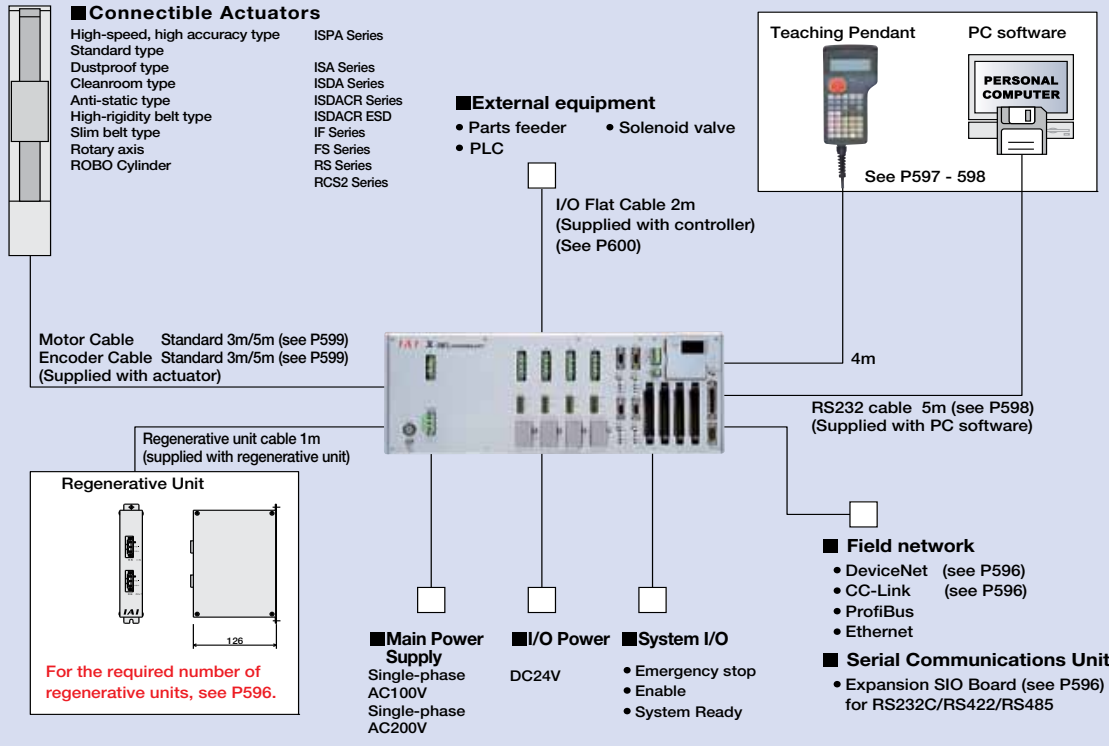 ■Connectible Actuators
High-speed, high accuracy type ISPA Series
Standard type
Dustproof type ISA Series
Cleanroom type ISDA Series
Anti-static type ISDACR Series
High-rigidity belt type ISDACR ESD
Slim belt type IF Series
Rotary axis FS Series
ROBO Cylinder RS Series
RCS2 Series
■External equipment
• Parts feeder • Solenoid valve
• PLC
Teaching Pendant PC software
PERSONAL
COMPUTER
See P597 - 598
I/O Flat Cable 2m
(Supplied with controller)
(See P600)
Motor Cable Standard 3m/5m (see P599)
Encoder Cable Standard 3m/5m (see P599)
(Supplied with actuator)
IAI X-SEL
4m
RS232 cable 5m (see P598)
(Supplied with PC software)
Regenerative unit cable 1m
(supplied with regenerative unit)
Regenerative Unit
IAI
126
For the required number of
regenerative units, see P596.
■Main Power
Supply
Single-phase
AC100V
Single-phase
AC200V
■I/O Power
DC24V
■System I/O
• Emergency stop
• Enable
• System Ready
■ Field network
• DeviceNet (see P596)
• CC-Link (see P596)
• ProfiBus
• Ethernet
■ Serial Communications Unit
• Expansion SIO Board (see P596)
for RS232C/RS422/RS485